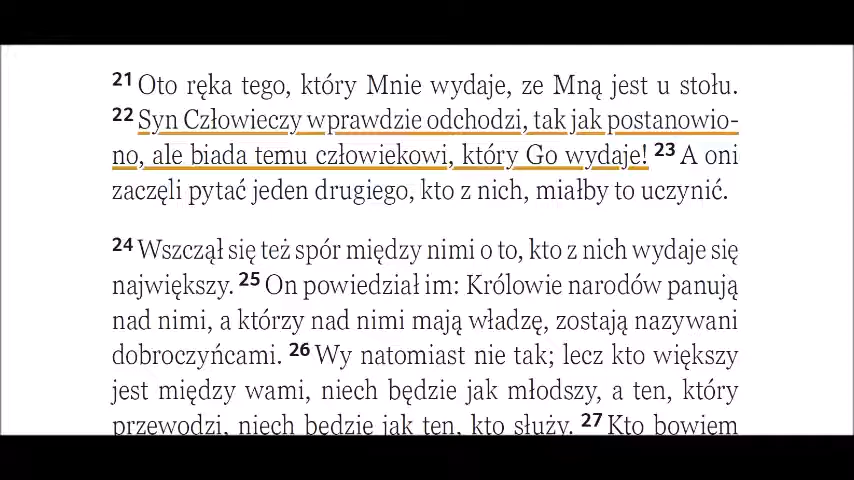 21 Oto ręka tego, który Mnie wydaje, ze Mną jest u stołu.
22 Syn Człowieczy wprawdzie odchodzi, tak jak postanowio-
no, ale biada temu człowiekowi, który Go wydaje! 23 A oni
zaczęli pytać jeden drugiego, kto z nich, miałby to uczynić.
24 Wszczął się też spór między nimi o to, kto z nich wydaje się
największy. 25 On powiedział im: Królowie narodów panują
nad nimi, a którzy nad nimi mają władzę, zostają nazywani
dobroczyńcami. 26 Wy natomiast nie tak; lecz kto większy
jest między wami, niech będzie jak młodszy, a ten, który
przewodzi, niech będzie jak ten, kto służy. 27 Kto bowiem